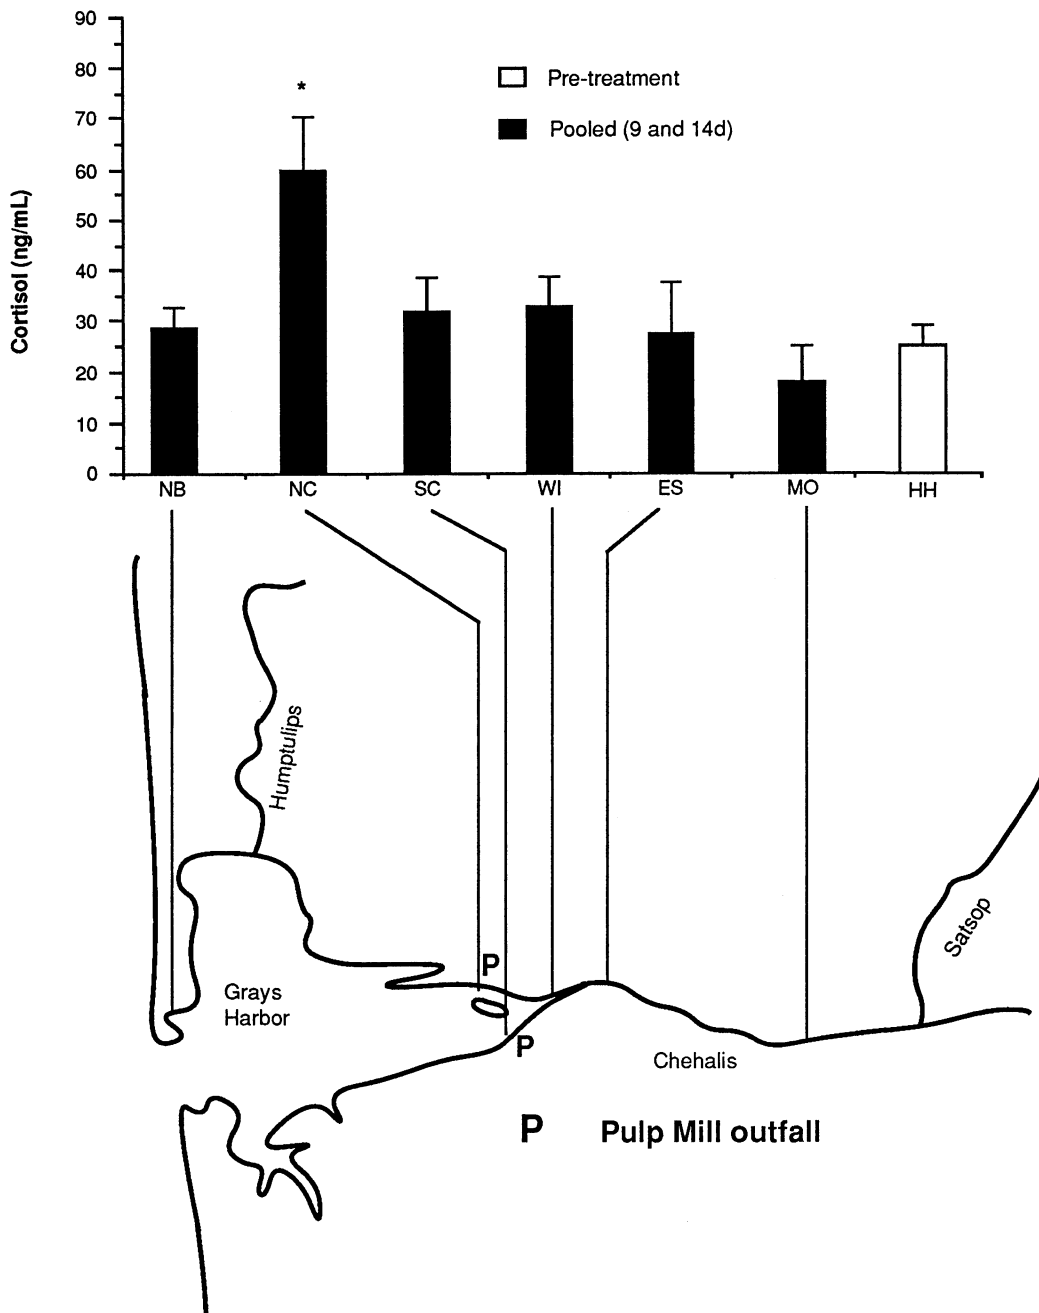 90
80
70
60
50
40
30
20
10
0
Cortisol (ng/mL)
*
Pre-treatment
Pooled (9 and 14d)
NB NC SC WI ES MO HH
Humptulips
Satsop
P
Grays
Harbor
P
Chehalis
P Pulp Mill outfall